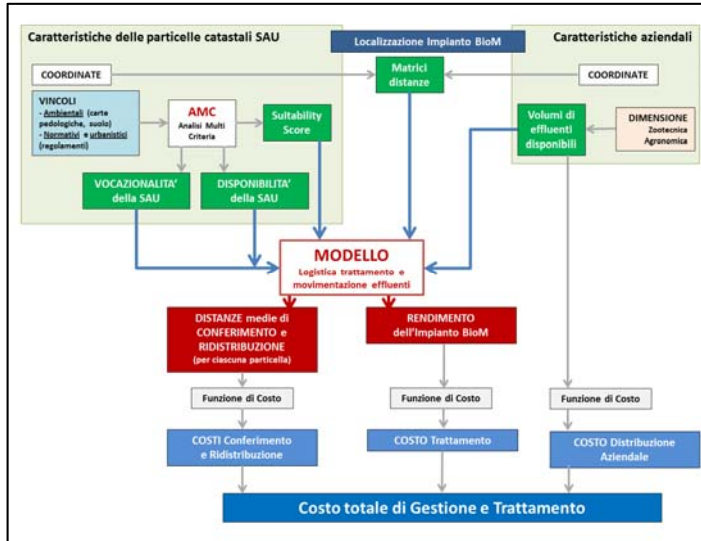 Caratteristiche delle particelle catastali SAU
Localizzazione Impianto BioM
Caratteristiche aziendali
COORDINATE
Matrici
distanze
COORDINATE
VINCOLI
- Ambientali (carte
pedologiche, suolo)
- Normativi e urbanistici
(regolamenti)
AMC
Analisi Multi
Criteria
Suitability
Score
Volumi di
effluenti
disponibili
DIMENSIONE
Zootecnica
Agronomica
VOCAZIONALITA'
della SAU
DISPONIBILITA'
della SAU
MODELLO
Logistica trattamento e
movimentazione effluenti
DISTANZE medie di
CONFERIMENTO e
RIDISTRIBUZIONE
(per ciascuna particella)
RENDIMENTO
dell'Impianto BioM
Funzione di Costo
Funzione di Costo
Funzione di Costo
COSTI Conferimento
e Ridistribuzione
COSTO Trattamento
COSTO Distribuzione
Aziendale
Costo totale di Gestione e Trattamento